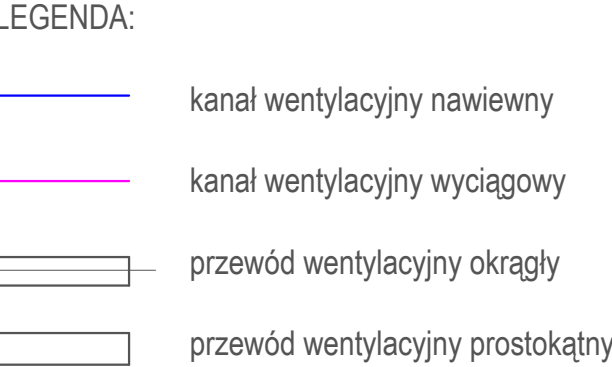 LEGENDA:
kanał wentylacyjny nawiewny
kanał wentylacyjny wyciągowy
przewód wentylacyjny okrągły
przewód wentylacyjny prostokątny